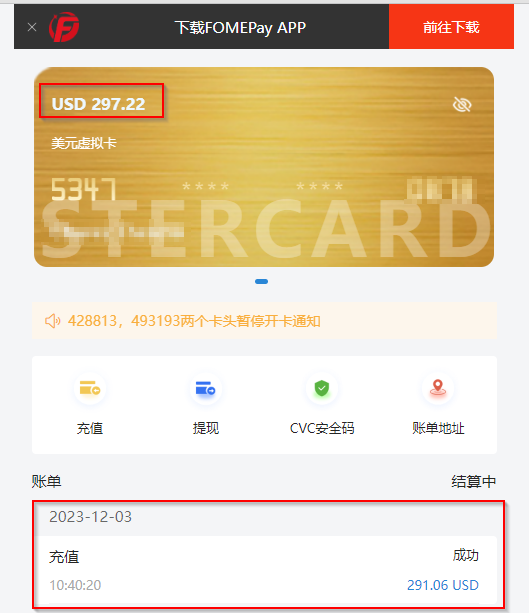 × 下载FOMEPay APP 前往下载
USD 297.22
美元虚拟卡
5347 **** ****
STERCARD
428813，493193两个卡头暂停开卡通知
充值 提现 CVC安全码 账单地址
账单 结算中
2023-12-03
充值 成功
10:40:20 291.06 USD